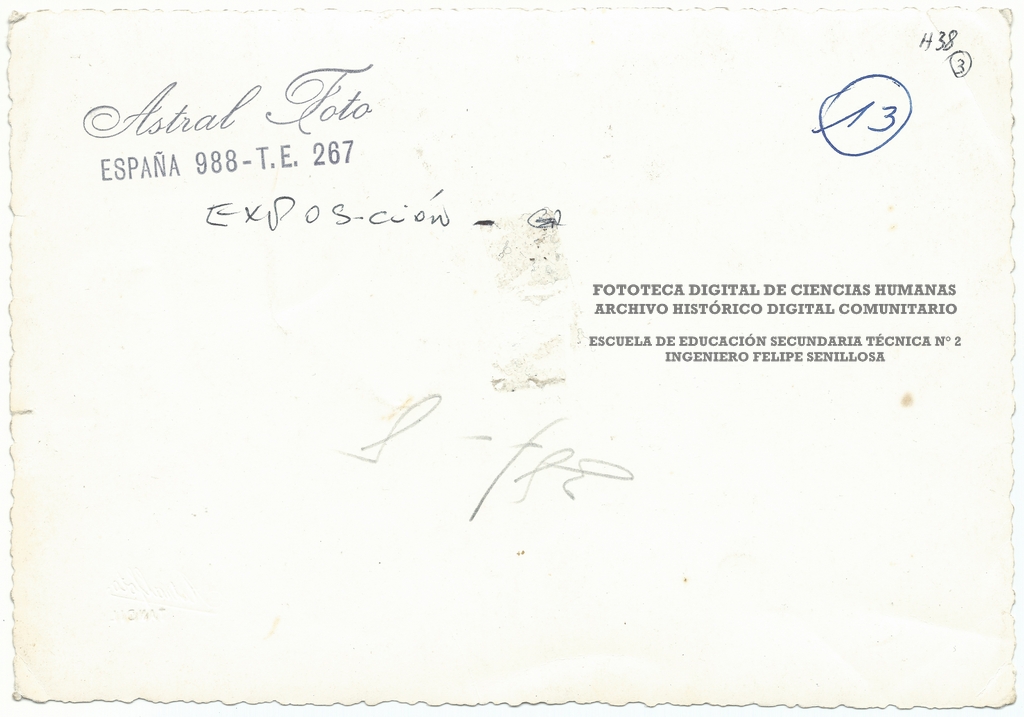 H38
3
13
Astral Foto
ESPAÑA 988-T.E. 267
EXPOSiCiÓN -
FOTOTECA DIGITAL DE CIENCIAS HUMANAS
ARCHIVO HISTÓRICO DIGITAL COMUNITARIO
ESCUELA DE EDUCACIÓN SECUNDARIA TÉCNICA N° 2
INGENIERO FELIPE SENILLOSA